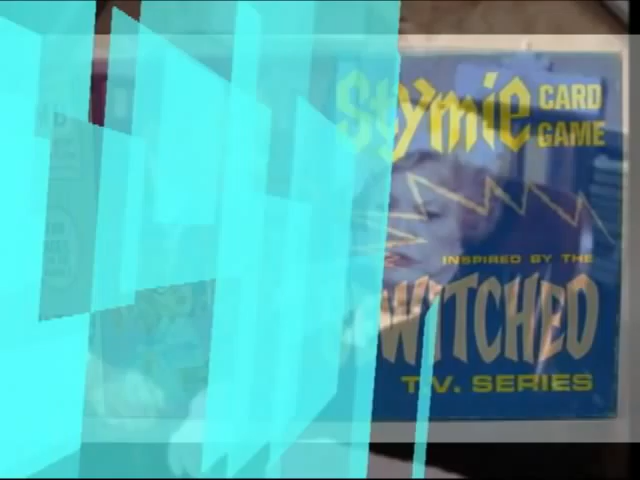 Stymie
CARD
GAME
INSPIRED BY THE
WITCHED
T.V. SERIES